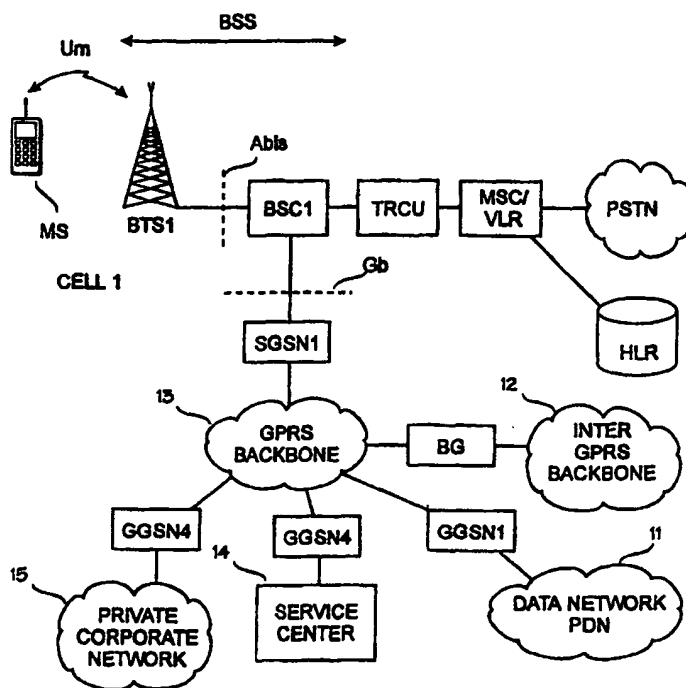 BSS
Um
Abis
BSC1
TRCU
MSC/
VLR
PSTN
MS
BTS1
CELL 1
Gb
HLR
SGSN1
13
GPRS
BACKBONE
BG
12
INTER
GPRS
BACKBONE
GGSN4
GGSN4
GGSN1
15
PRIVATE
CORPORATE
NETWORK
14
SERVICE
CENTER
11
DATA NETWORK
PDN